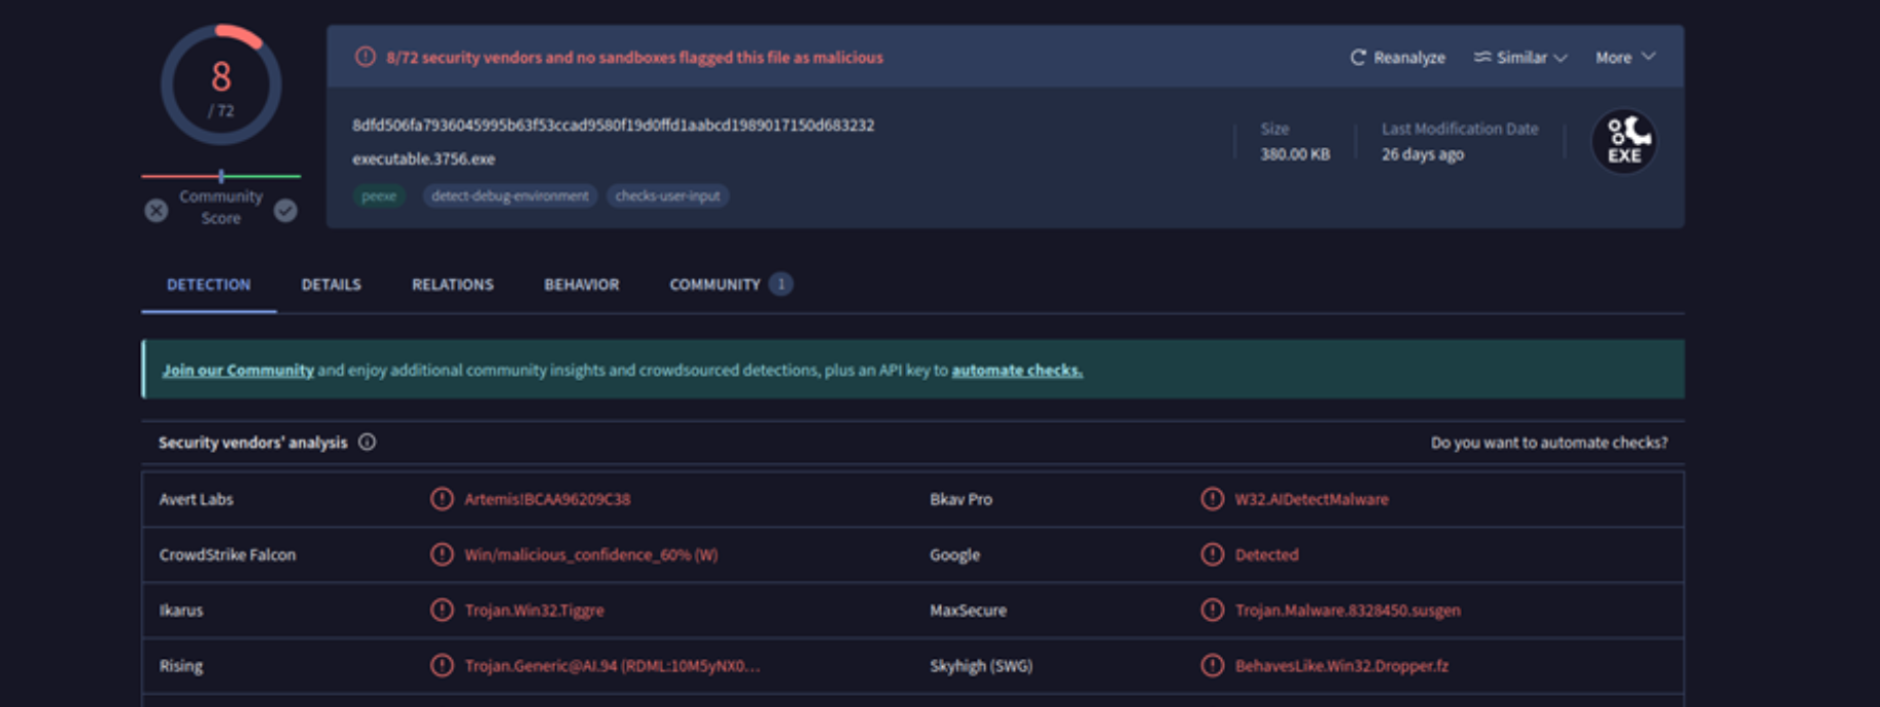 8
/ 72
Community
Score
8/72 security vendors and no sandboxes flagged this file as malicious
Reanalyze
Similar
More
8dfd506fa7936045995b63f53ccad9580f19d0ffd1aabcd1989017150d683232
executable.3756.exe
peexe
detect-debug-environment
checks-user-input
Size
380.00 KB
Last Modification Date
26 days ago
EXE
DETECTION
DETAILS
RELATIONS
BEHAVIOR
COMMUNITY 1
Join our Community and enjoy additional community insights and crowdsourced detections, plus an API key to automate checks.
Security vendors' analysis
Do you want to automate checks?
Avert Labs
Artemis!BCAA96209C38
Bkav Pro
W32.AIDetectMalware
CrowdStrike Falcon
Win/malicious_confidence_60% (W)
Google
Detected
Ikarus
Trojan.Win32.Tiggre
MaxSecure
Trojan.Malware.8328450.susgen
Rising
Trojan.Generic@AI.94 (RDML:10M5yNX0...
Skyhigh (SWG)
BehavesLike.Win32.Dropper.fz